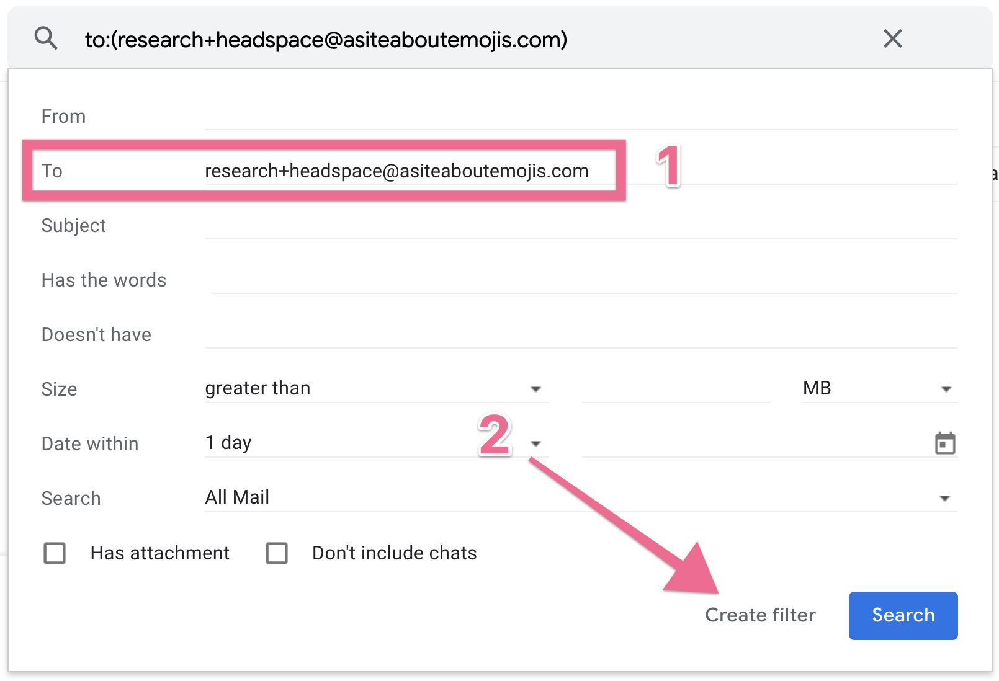 to:(research+headspace@asiteaboutemojis.com)
From
To research+headspace@asiteaboutemojis.com 1
a
Subject
Has the words
Doesn't have
Size greater than MB
Date within 1 day 2
Search All Mail
Has attachment Don't include chats
Create filter Search